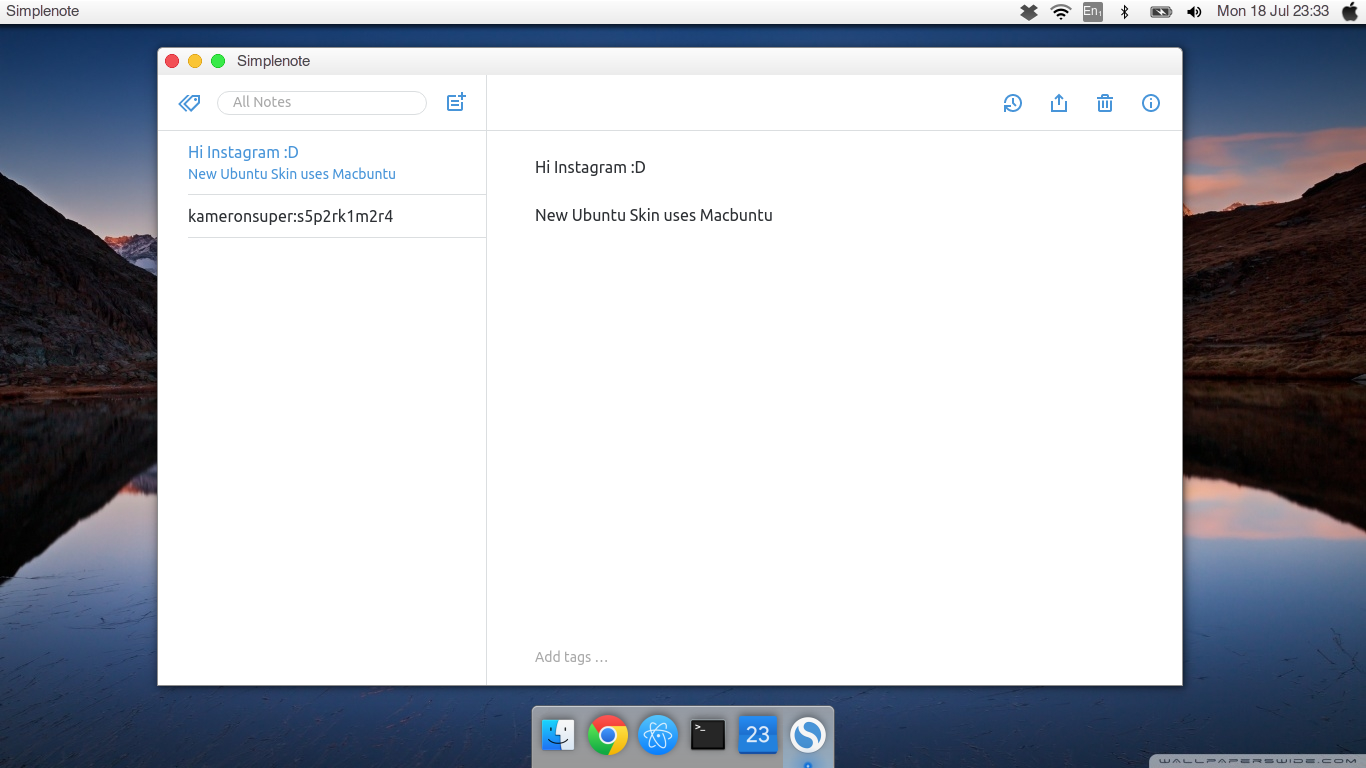 Simplenote
En1
Mon 18 Jul 23:33
Simplenote
All Notes
Hi Instagram :D
New Ubuntu Skin uses Macbuntu
kameronsuper:s5p2rk1m2r4
Hi Instagram :D
New Ubuntu Skin uses Macbuntu
Add tags …
>_
23
WALLPAPERSWIDE.COM